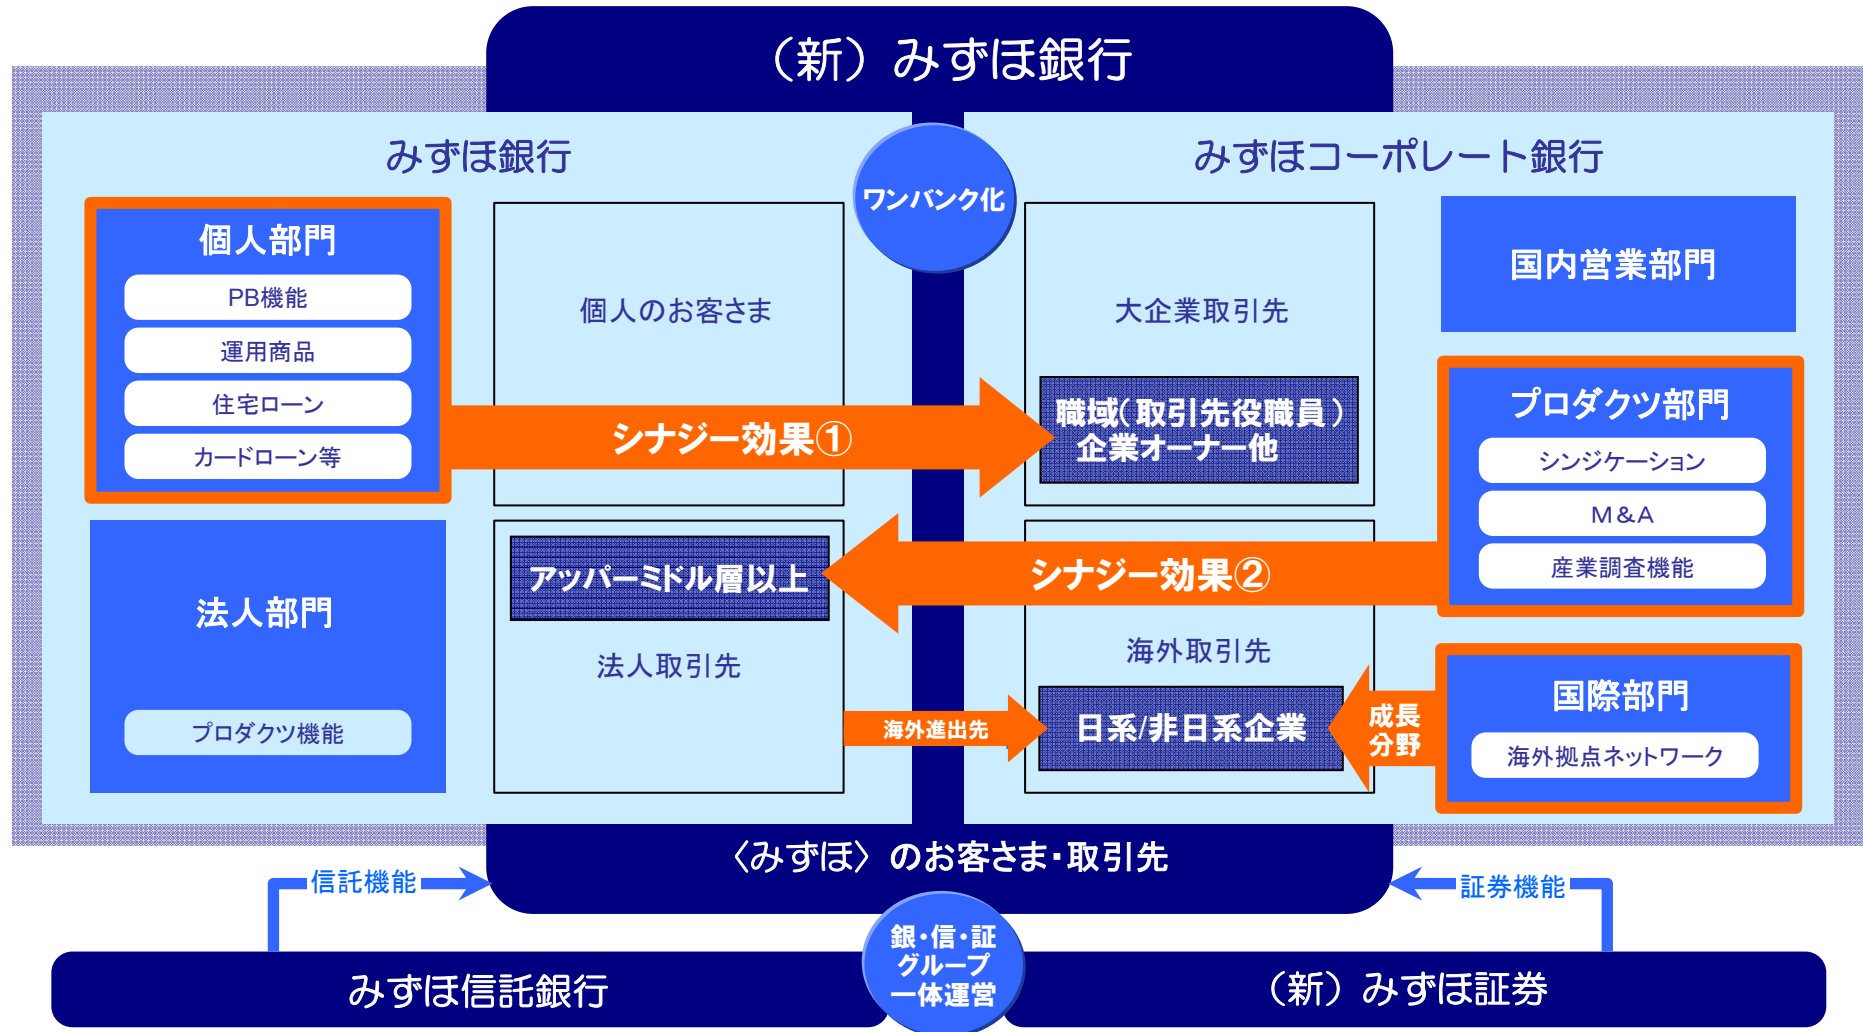 （新）みずほ銀行
みずほ銀行
ワンバンク化
みずほコーポレート銀行
個人部門
PB機能
運用商品
住宅ローン
カードローン等
個人のお客さま
大企業取引先
職域（取引先役職員）
企業オーナー他
国内営業部門
シナジー効果①
プロダクツ部門
シンジケーション
M＆A
産業調査機能
シナジー効果②
アッパーミドル層以上
法人取引先
法人部門
プロダクツ機能
海外取引先
海外進出先
日系/非日系企業
成長
分野
国際部門
海外拠点ネットワーク
〈みずほ〉のお客さま・取引先
信託機能
証券機能
銀・信・証
グループ
一体運営
みずほ信託銀行
（新）みずほ証券